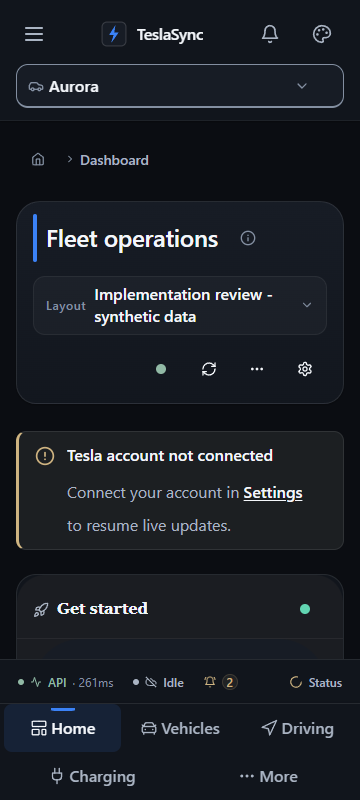 TeslaSync
Aurora
Dashboard
Fleet operations
Layout
Implementation review -
synthetic data
Tesla account not connected
Connect your account in Settings
to resume live updates.
Get started
API · 261ms
Idle
2
Status
Home
Vehicles
Driving
Charging
More